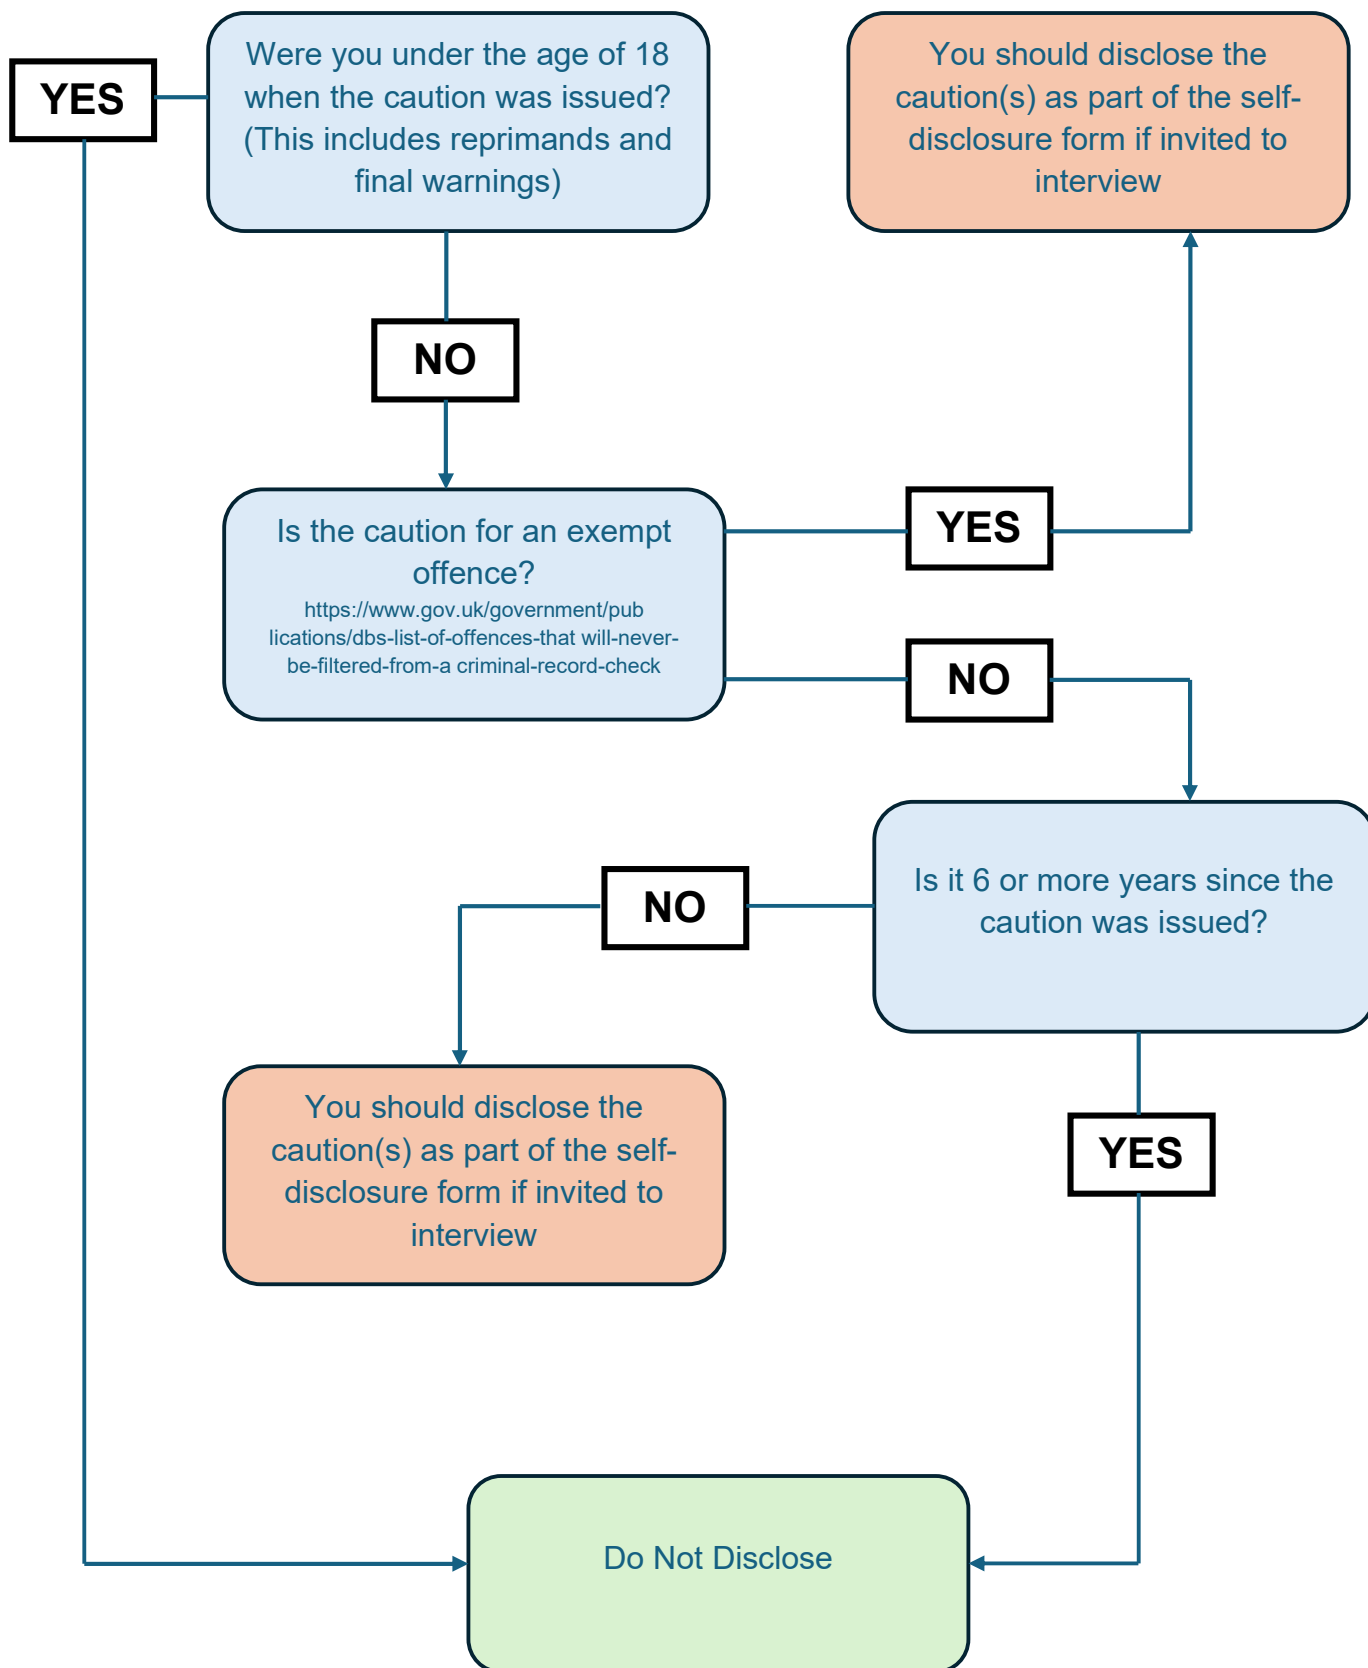 Were you under the age of 18
when the caution was issued?
(This includes reprimands and
final warnings)
YES
You should disclose the
caution(s) as part of the self-
disclosure form if invited to
interview
NO
Is the caution for an exempt
offence?
https://www.gov.uk/government/pub
lications/dbs-list-of-offences-that will-never-
be-filtered-from-a criminal-record-check
YES
NO
Is it 6 or more years since the
caution was issued?
NO
You should disclose the
caution(s) as part of the self-
disclosure form if invited to
interview
YES
Do Not Disclose